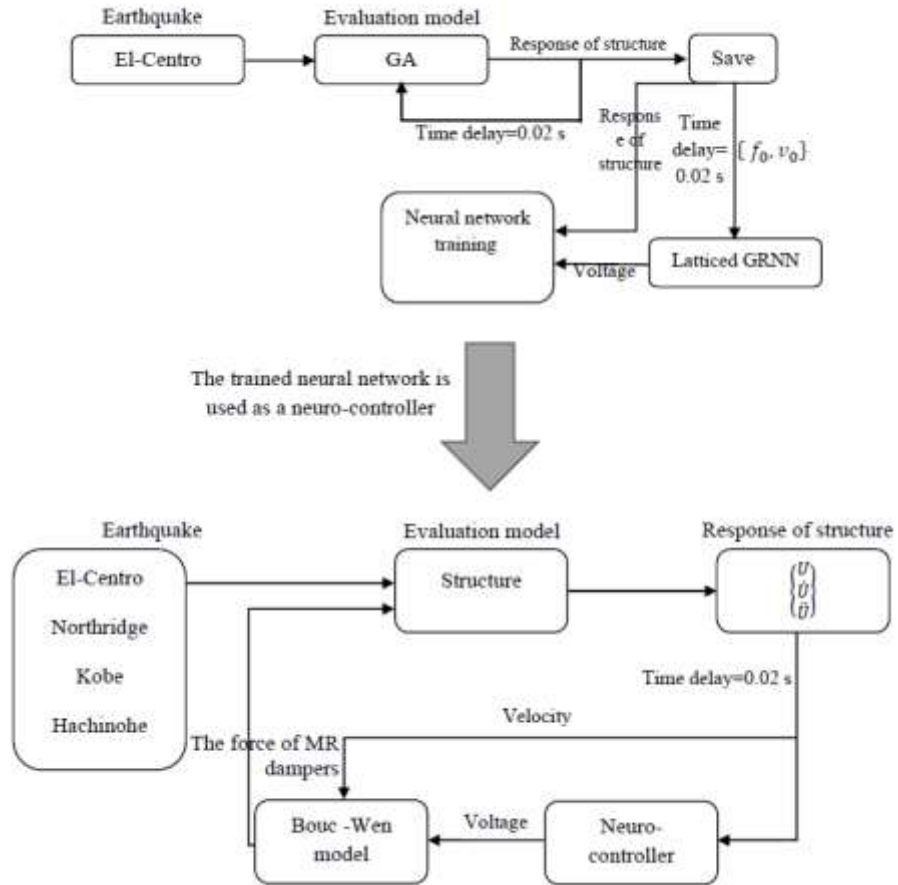 Earthquake
Evaluation model
El-Centro
GA
Response of structure
Save
Time delay=0.02 s
Respons
e of
structure
Time
delay=
0.02 s
{ f₀, v₀}
Neural network
training
Voltage
Latticed GRNN
The trained neural network is
used as a neuro-controller
Earthquake
Evaluation model
Response of structure
El-Centro
Northridge
Kobe
Hachinohe
Structure
U
U̇
Ü
Time delay=0.02 s
Velocity
The force of MR
dampers
Bouc -Wen
model
Voltage
Neuro-
controller